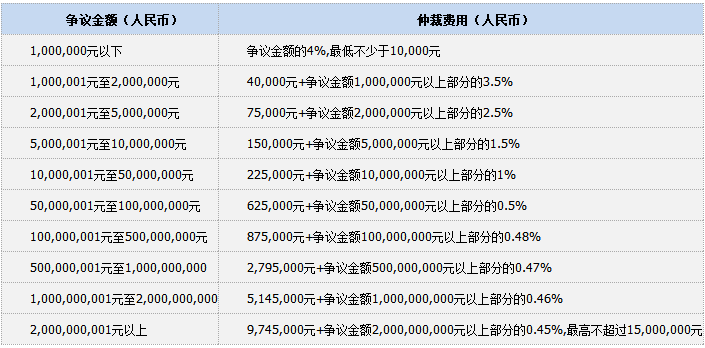 争议金额（人民币） 仲裁费用（人民币）
1,000,000元以下 争议金额的4%,最低不少于10,000元
1,000,001元至2,000,000元 40,000元+争议金额1,000,000元以上部分的3.5%
2,000,001元至5,000,000元 75,000元+争议金额2,000,000元以上部分的2.5%
5,000,001元至10,000,000元 150,000元+争议金额5,000,000元以上部分的1.5%
10,000,001元至50,000,000元 225,000元+争议金额10,000,000元以上部分的1%
50,000,001元至100,000,000元 625,000元+争议金额50,000,000元以上部分的0.5%
100,000,001元至500,000,000元 875,000元+争议金额100,000,000元以上部分的0.48%
500,000,001元至1,000,000,000 2,795,000元+争议金额500,000,000元以上部分的0.47%
1,000,000,001元至2,000,000,000 5,145,000元+争议金额1,000,000,000元以上部分的0.46%
2,000,000,001元以上 9,745,000元+争议金额2,000,000,000元以上部分的0.45%,最高不超过15,000,000元